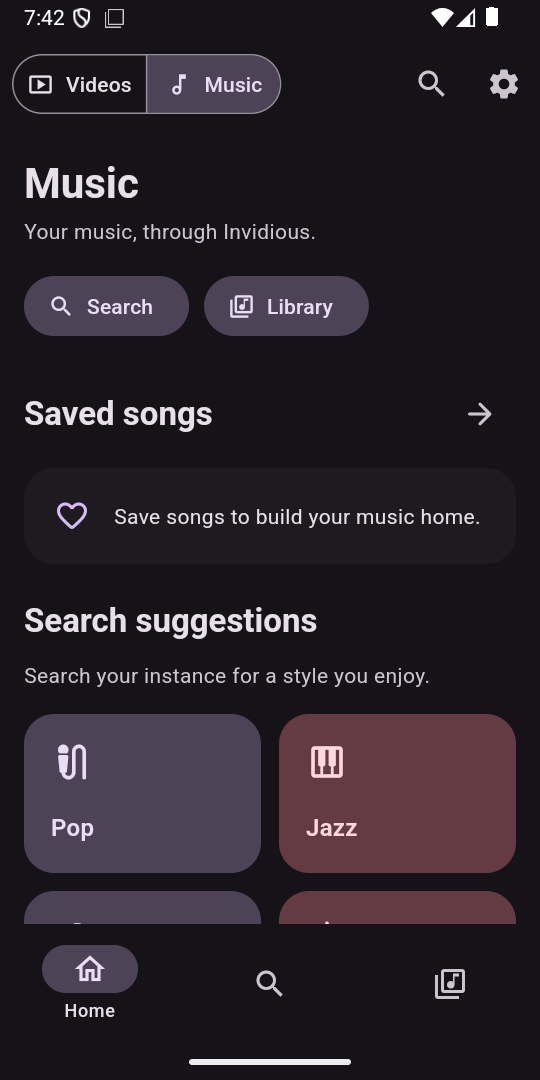 7:42
Videos
Music
Music
Your music, through Invidious.
Search
Library
Saved songs
Save songs to build your music home.
Search suggestions
Search your instance for a style you enjoy.
Pop
Jazz
Home